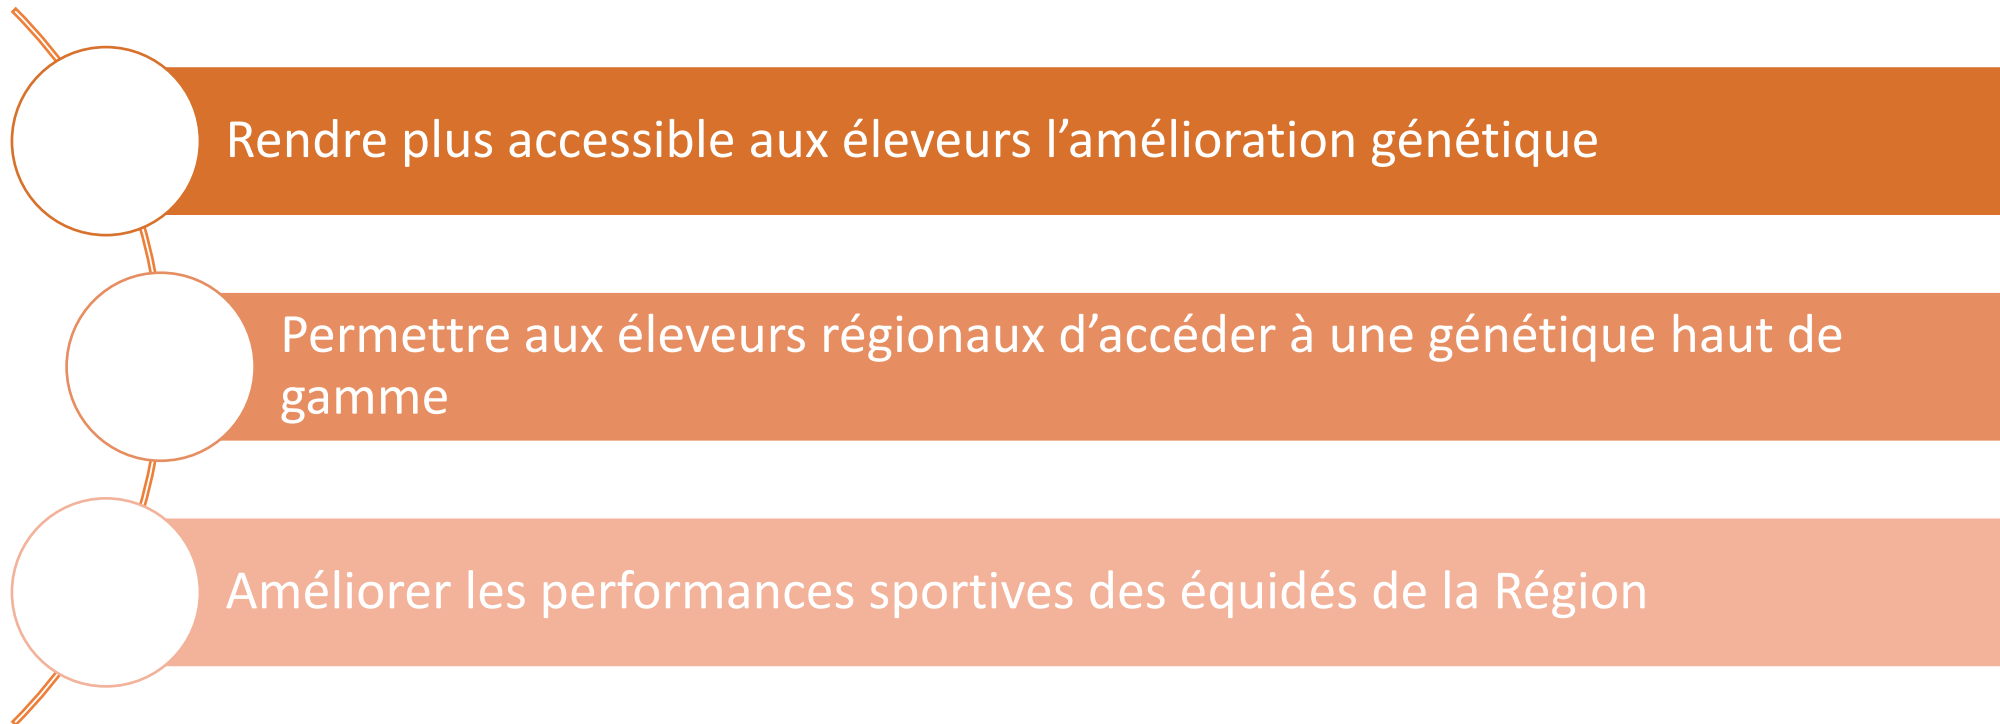 Rendre plus accessible aux éleveurs l’amélioration génétique
Permettre aux éleveurs régionaux d’accéder à une génétique haut de
gamme
Améliorer les performances sportives des équidés de la Région